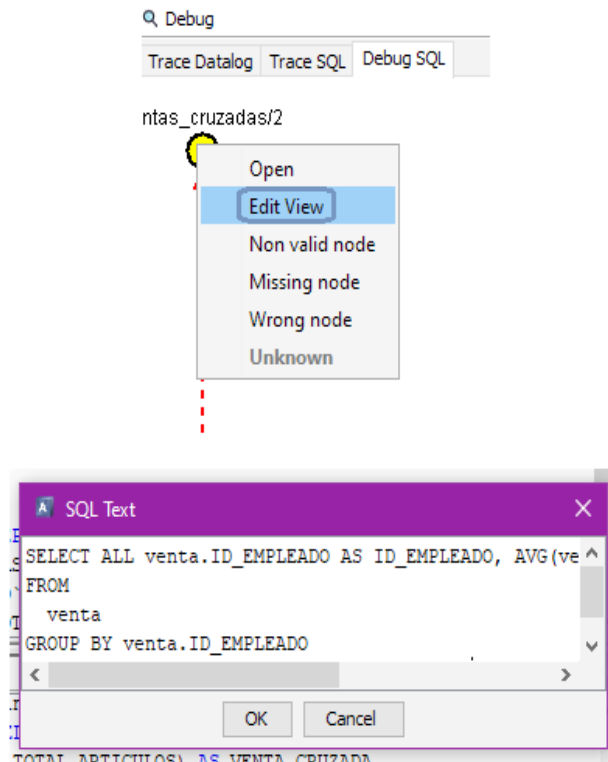 Debug
Trace Datalog Trace SQL Debug SQL
ntas_cruzadas/2
Open
Edit View
Non valid node
Missing node
Wrong node
Unknown
SQL Text
SELECT ALL venta.ID_EMPLEADO AS ID_EMPLEADO, AVG(ve
FROM
venta
GROUP BY venta.ID_EMPLEADO
OK Cancel
TOTAL_ARTICULOS) AS VENTA_CRUZADA